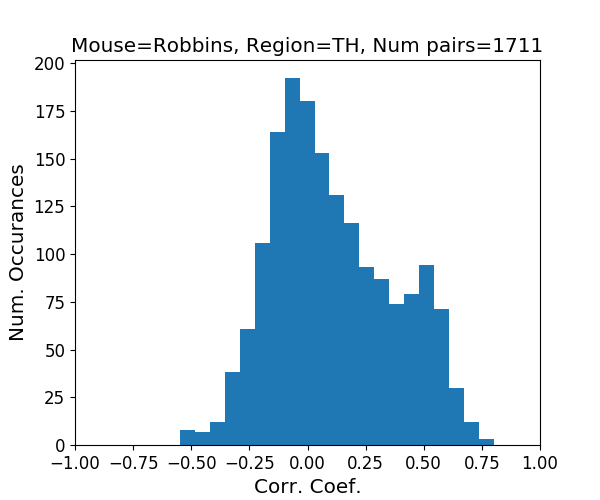 Mouse=Robbins, Region=TH, Num pairs=1711
200
175
150
125
100
75
50
25
0
Num. Occurances
−1.00 −0.75 −0.50 −0.25 0.00 0.25 0.50 0.75 1.00
Corr. Coef.